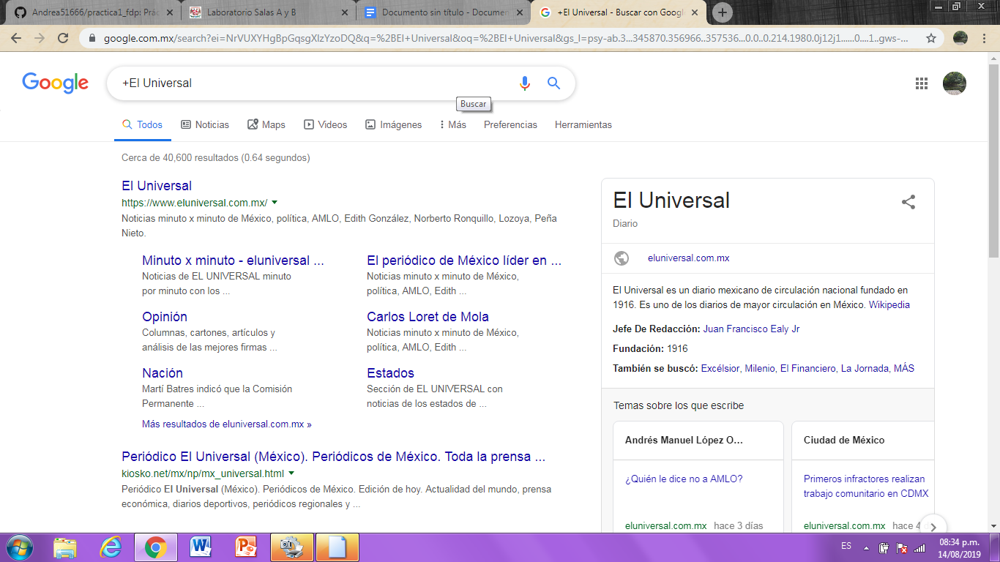 Andrea51666/practica1_fdp: Prác
Laboratorio Salas A y B
Documento sin título - Documen
+El Universal - Buscar con Googl
google.com.mx/search?ei=NrVUXYHgBpGqsgXlzYzoDQ&q=%2BEl+Universal&oq=%2BEl+Universal&gs_l=psy-ab.3...345870.356966..357536...0.0..0.214.1980.0j12j1......0....1..gws-...
Google
+El Universal
Buscar
Todos Noticias Maps Videos Imágenes Más Preferencias Herramientas
Cerca de 40,600 resultados (0.64 segundos)
El Universal
https://www.eluniversal.com.mx/
Noticias minuto x minuto de México, política, AMLO, Edith González, Norberto Ronquillo, Lozoya, Peña
Nieto.
Minuto x minuto - eluniversal ...
Noticias de EL UNIVERSAL minuto
por minuto con los ...
El periódico de México líder en ...
Noticias minuto x minuto de México,
política, AMLO, Edith ...
Opinión
Columnas, cartones, artículos y
análisis de las mejores firmas ...
Carlos Loret de Mola
Noticias minuto x minuto de México,
política, AMLO, Edith ...
Nación
Martí Batres indicó que la Comisión
Permanente ...
Estados
Sección de EL UNIVERSAL con
noticias de los estados de ...
Más resultados de eluniversal.com.mx »
Periódico El Universal (México). Periódicos de México. Toda la prensa ...
kiosko.net/mx/np/mx_universal.html
Periódico El Universal (México). Periódicos de México. Edición de hoy. Actualidad del mundo, prensa
económica, diarios deportivos, periódicos regionales y ...
El Universal
Diario
eluniversal.com.mx
El Universal es un diario mexicano de circulación nacional fundado en
1916. Es uno de los diarios de mayor circulación en México. Wikipedia
Jefe De Redacción: Juan Francisco Ealy Jr
Fundación: 1916
También se buscó: Excélsior, Milenio, El Financiero, La Jornada, MÁS
Temas sobre los que escribe
Andrés Manuel López O...
¿Quién le dice no a AMLO?
eluniversal.com.mx hace 3 días
Ciudad de México
Primeros infractores realizan
trabajo comunitario en CDMX
eluniversal.com.mx hace 4
ES
08:34 p.m.
14/08/2019